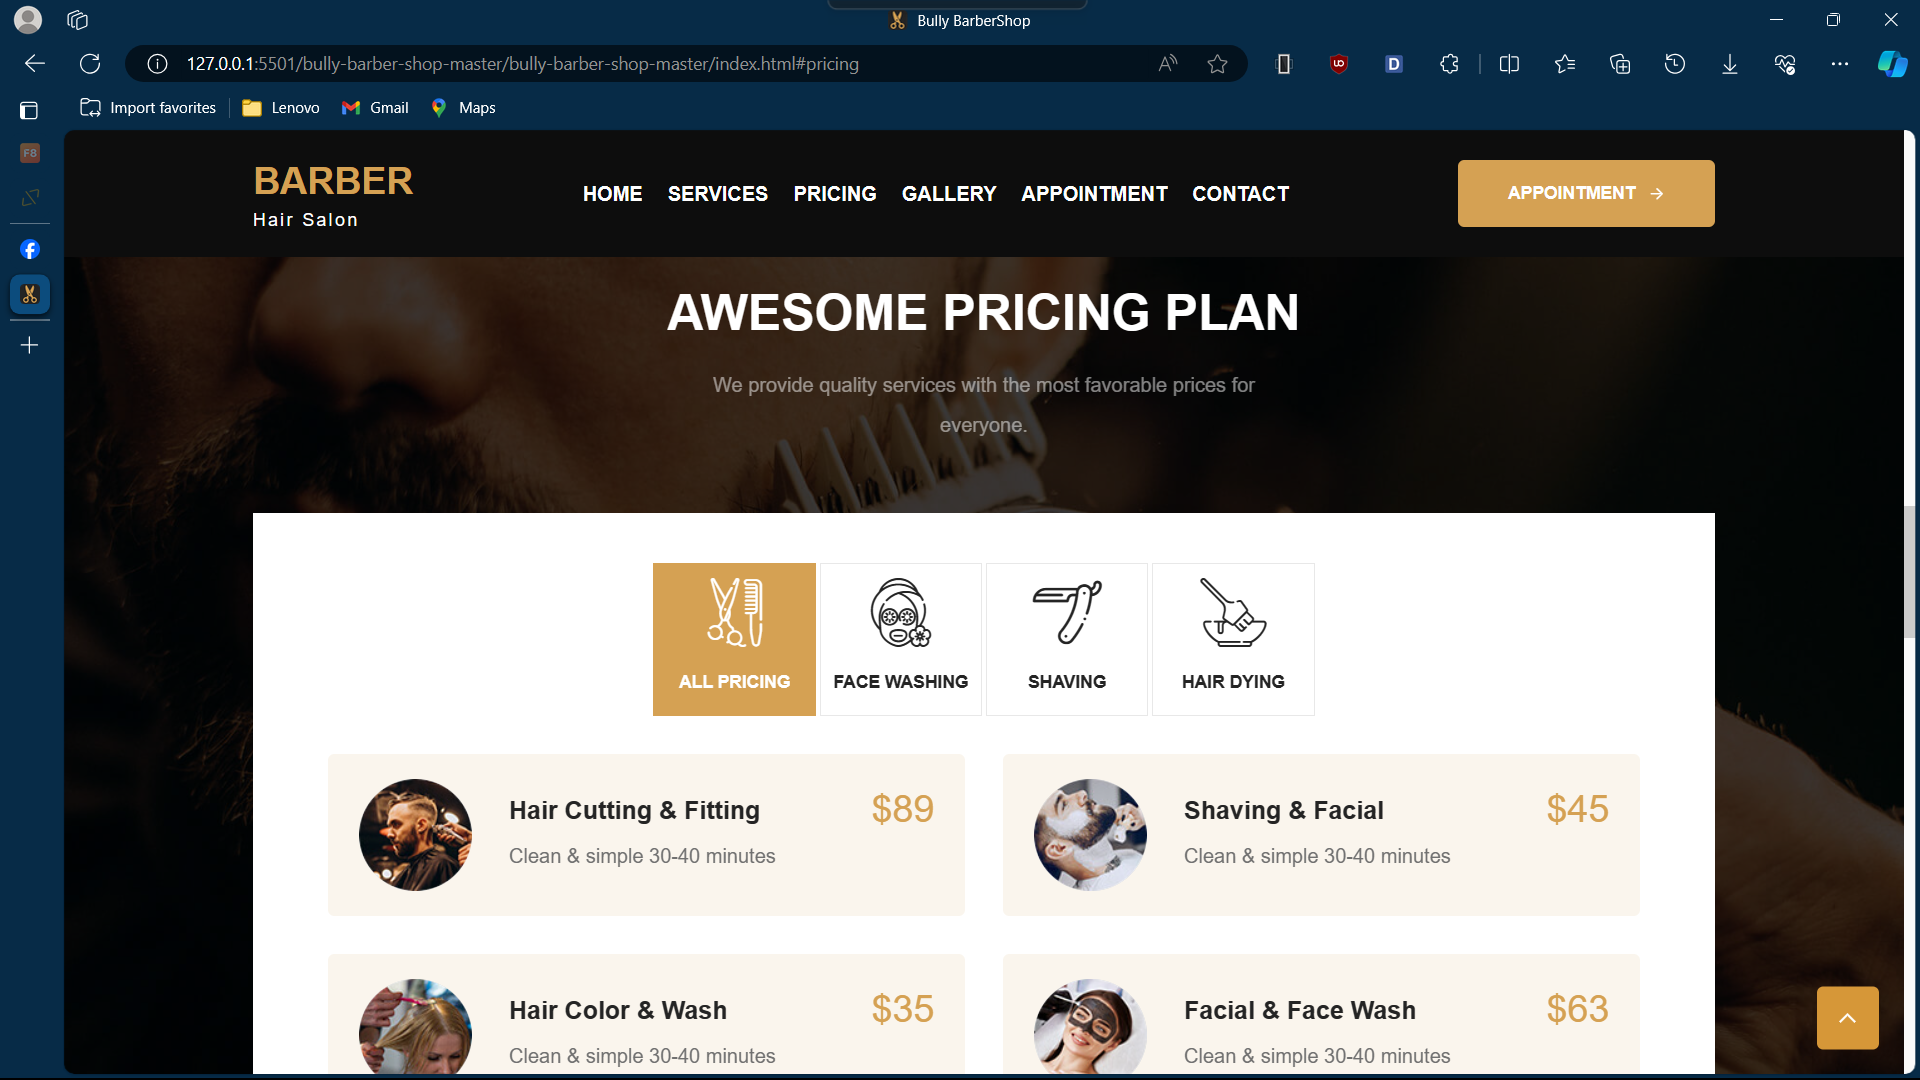 Bully BarberShop
127.0.0.1:5501/bully-barber-shop-master/bully-barber-shop-master/index.html#pricing
Import favorites
Lenovo
Gmail
Maps
BARBER
Hair Salon
HOME
SERVICES
PRICING
GALLERY
APPOINTMENT
CONTACT
APPOINTMENT →
AWESOME PRICING PLAN
We provide quality services with the most favorable prices for
everyone.
ALL PRICING
FACE WASHING
SHAVING
HAIR DYING
Hair Cutting & Fitting
$89
Clean & simple 30-40 minutes
Shaving & Facial
$45
Clean & simple 30-40 minutes
Hair Color & Wash
$35
Clean & simple 30-40 minutes
Facial & Face Wash
$63
Clean & simple 30-40 minutes
F8
D